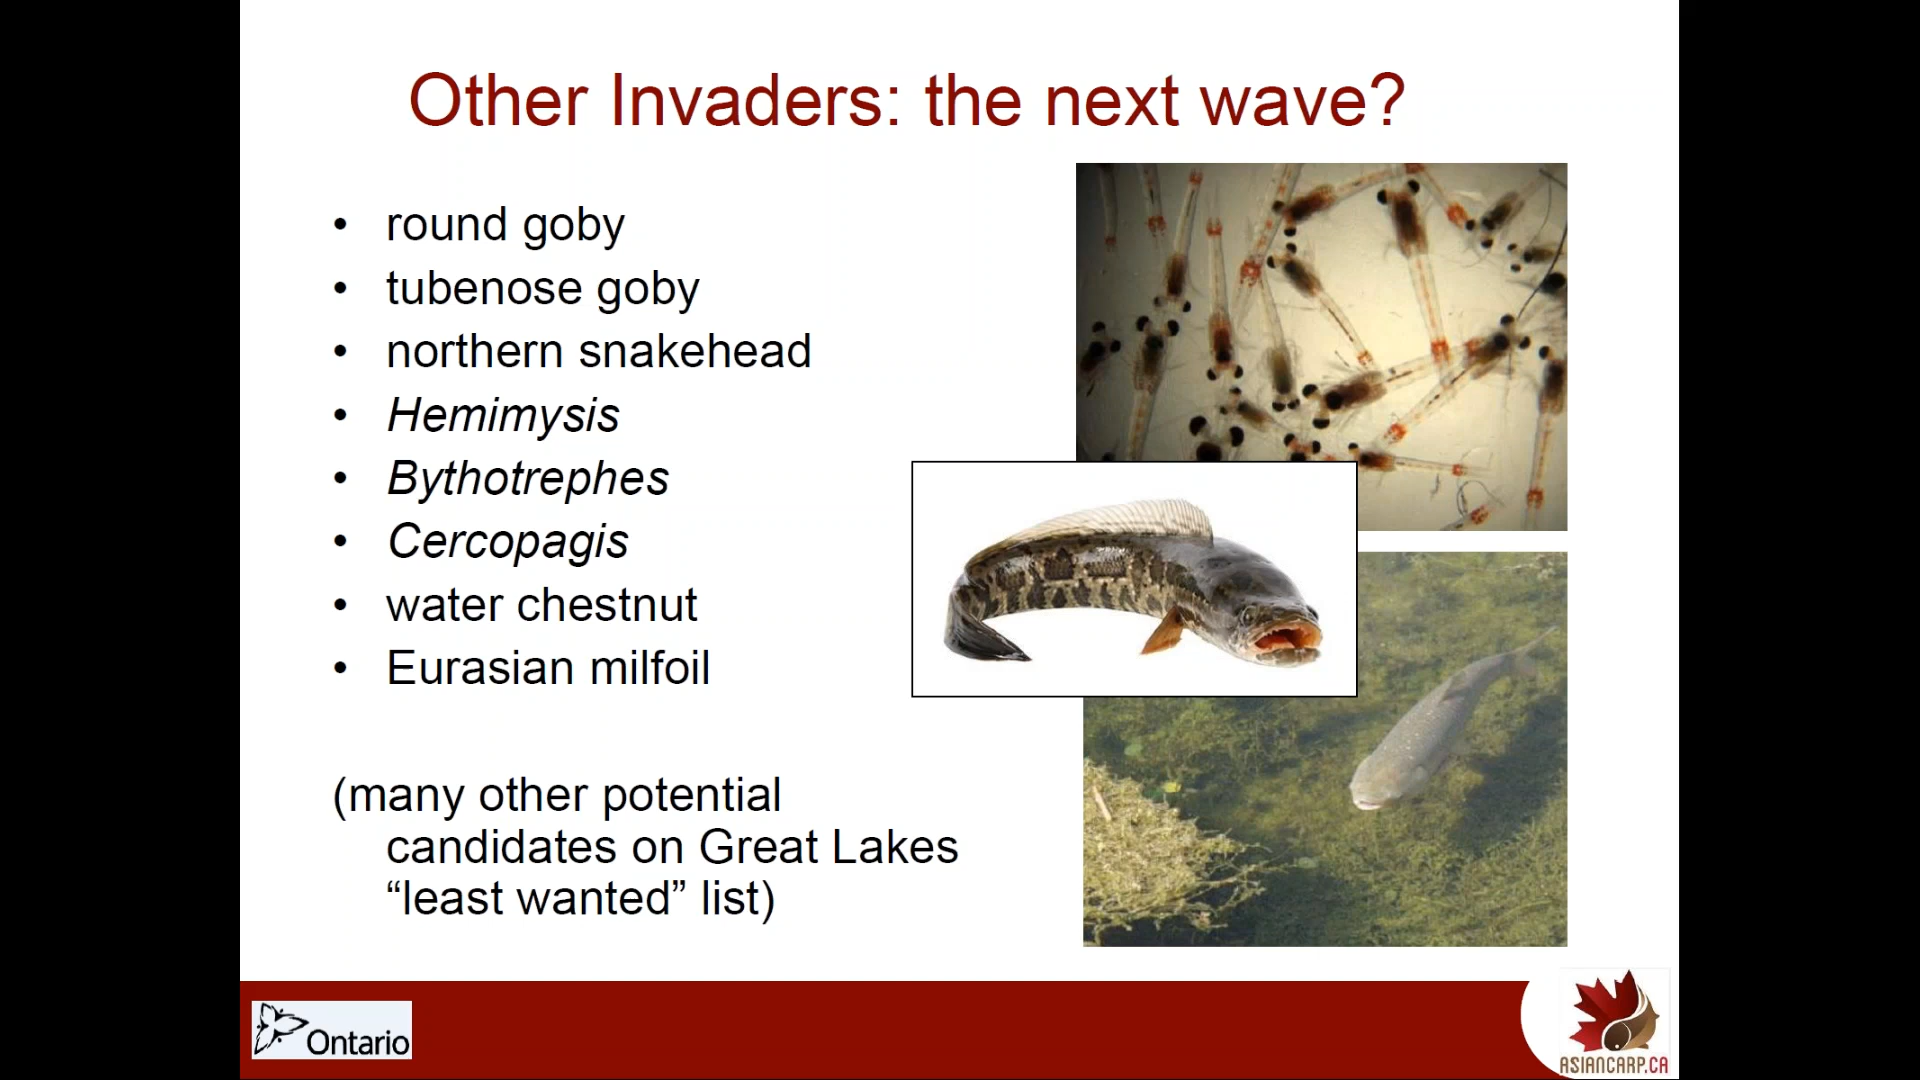 Other Invaders: the next wave?
• round goby
• tubenose goby
• northern snakehead
• Hemimysis
• Bythotrephes
• Cercopagis
• water chestnut
• Eurasian milfoil
(many other potential
candidates on Great Lakes
“least wanted” list)
Ontario
ASIANCARP.CA